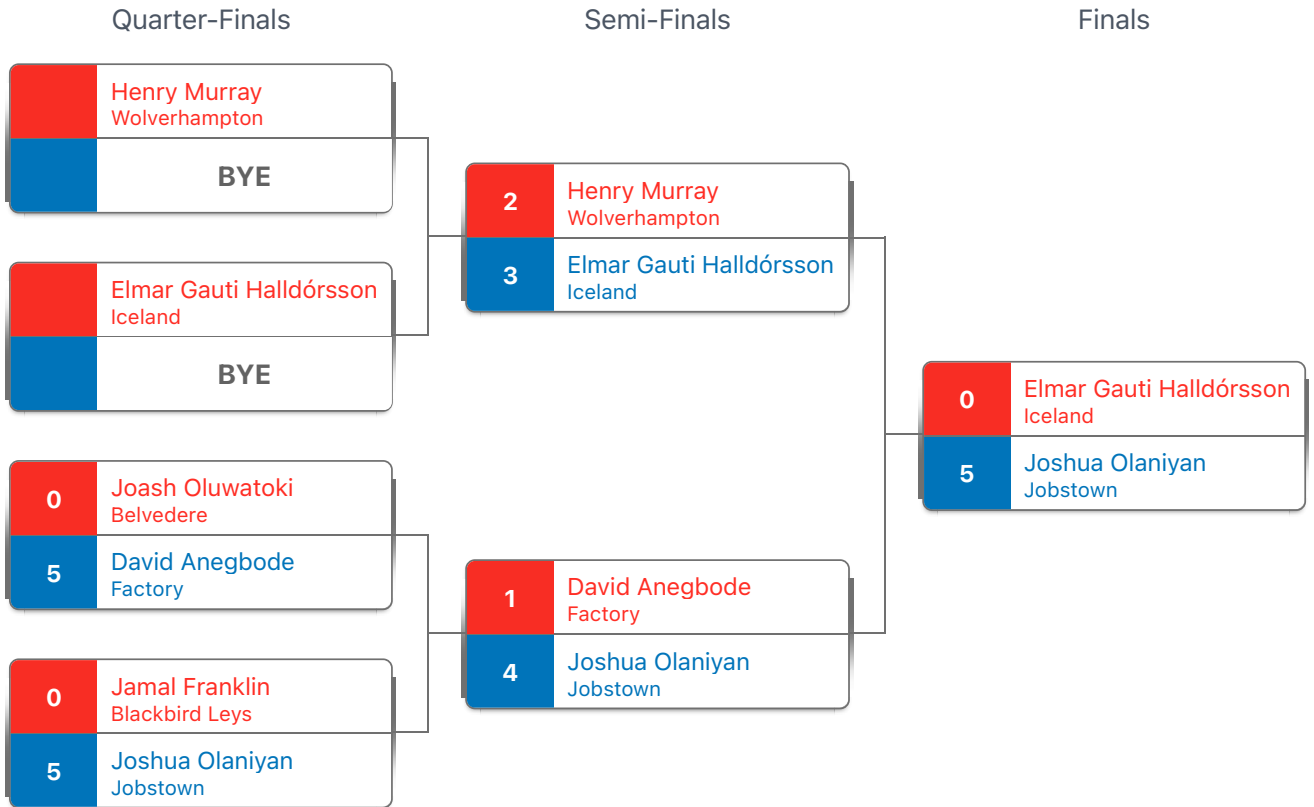 Quarter-Finals
Semi-Finals
Finals
Henry Murray
Wolverhampton
BYE
Elmar Gauti Halldórsson
Iceland
BYE
0
Joash Oluwatoki
Belvedere
5
David Anegbode
Factory
0
Jamal Franklin
Blackbird Leys
5
Joshua Olaniyan
Jobstown
2
Henry Murray
Wolverhampton
3
Elmar Gauti Halldórsson
Iceland
1
David Anegbode
Factory
4
Joshua Olaniyan
Jobstown
0
Elmar Gauti Halldórsson
Iceland
5
Joshua Olaniyan
Jobstown